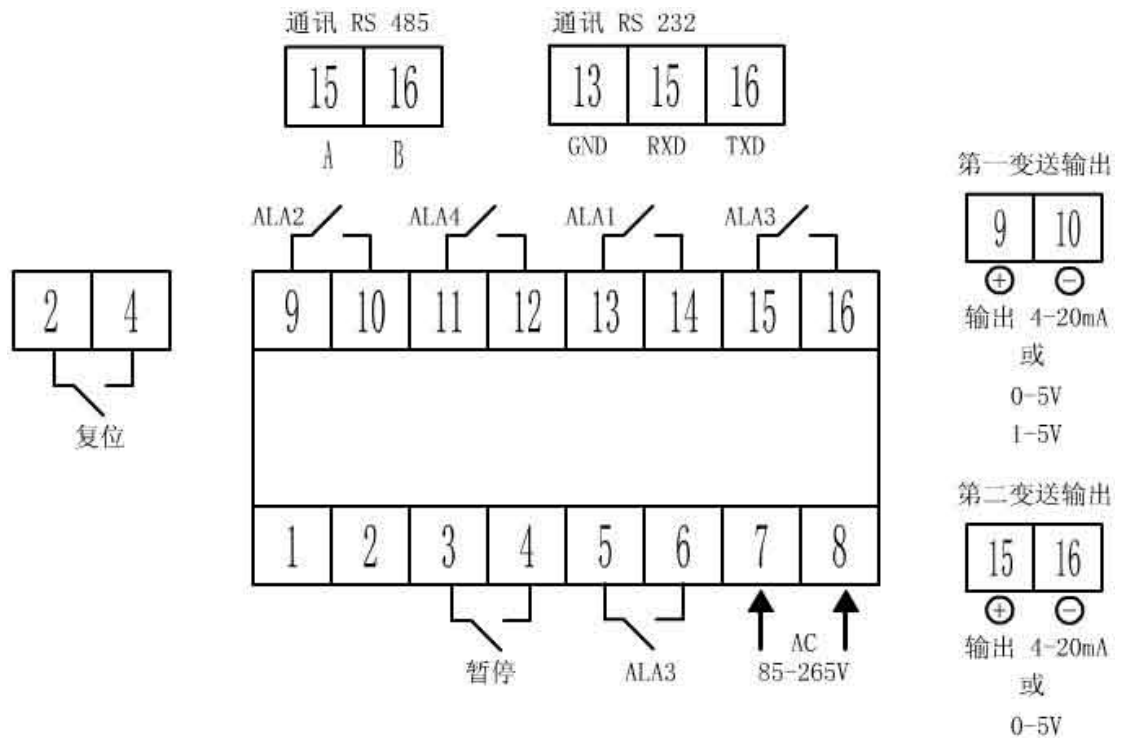 通讯 RS 485
通讯 RS 232
15 16
13 15 16
A B
GND RXD TXD
第一变送输出
ALA2 ALA4 ALA1 ALA3
9 10
2 4
9 10 11 12 13 14 15 16
+ −
输出 4-20mA
或
0-5V
1-5V
复位
第二变送输出
1 2 3 4 5 6 7 8
15 16
+ −
暂停 ALA3 AC
85-265V
输出 4-20mA
或
0-5V